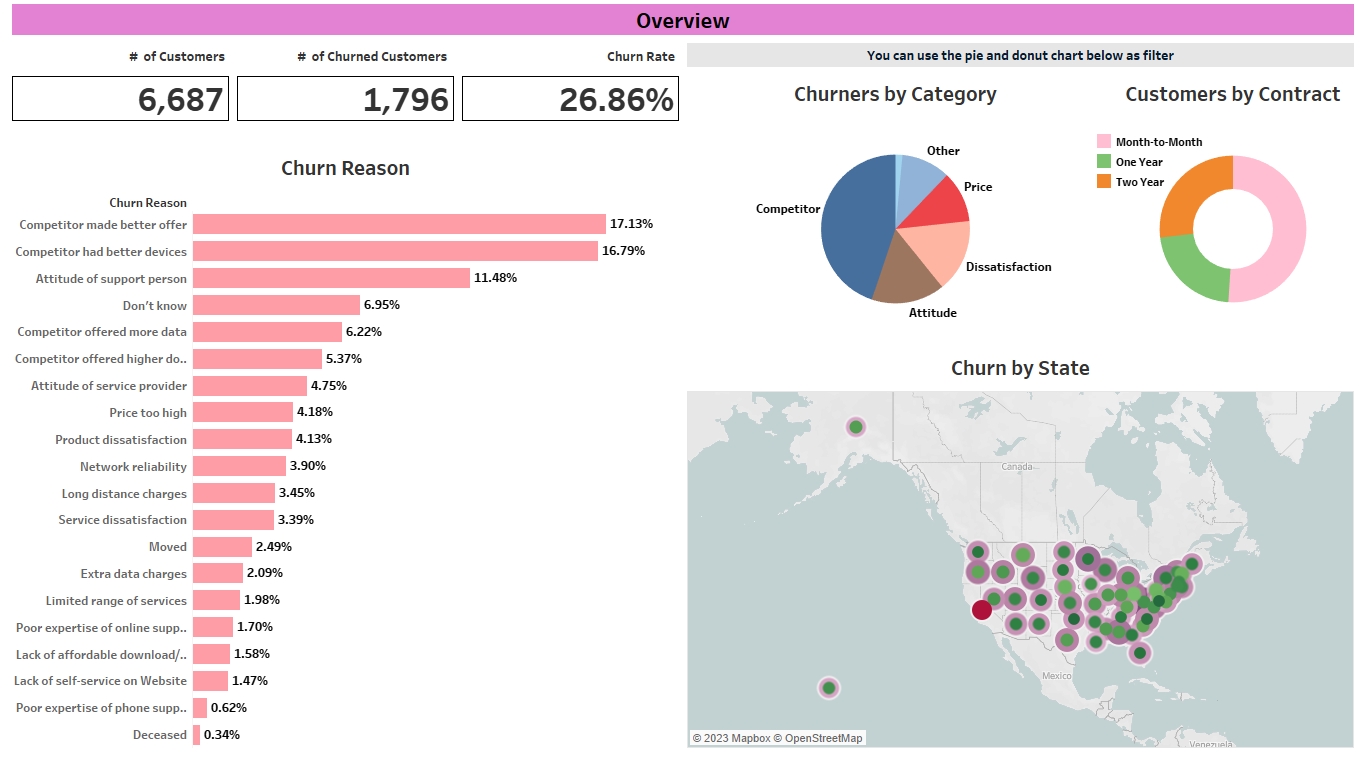 Overview
# of Customers
6,687
# of Churned Customers
1,796
Churn Rate
26.86%
You can use the pie and donut chart below as filter
Churn Reason
Churn Reason
Competitor made better offer 17.13%
Competitor had better devices 16.79%
Attitude of support person 11.48%
Don’t know 6.95%
Competitor offered more data 6.22%
Competitor offered higher do.. 5.37%
Attitude of service provider 4.75%
Price too high 4.18%
Product dissatisfaction 4.13%
Network reliability 3.90%
Long distance charges 3.45%
Service dissatisfaction 3.39%
Moved 2.49%
Extra data charges 2.09%
Limited range of services 1.98%
Poor expertise of online supp.. 1.70%
Lack of affordable download/.. 1.58%
Lack of self-service on Website 1.47%
Poor expertise of phone supp.. 0.62%
Deceased 0.34%
Churners by Category
Other
Price
Competitor
Dissatisfaction
Attitude
Customers by Contract
Month-to-Month
One Year
Two Year
Churn by State
Canada
Mexico
Venezuela
© 2023 Mapbox © OpenStreetMap